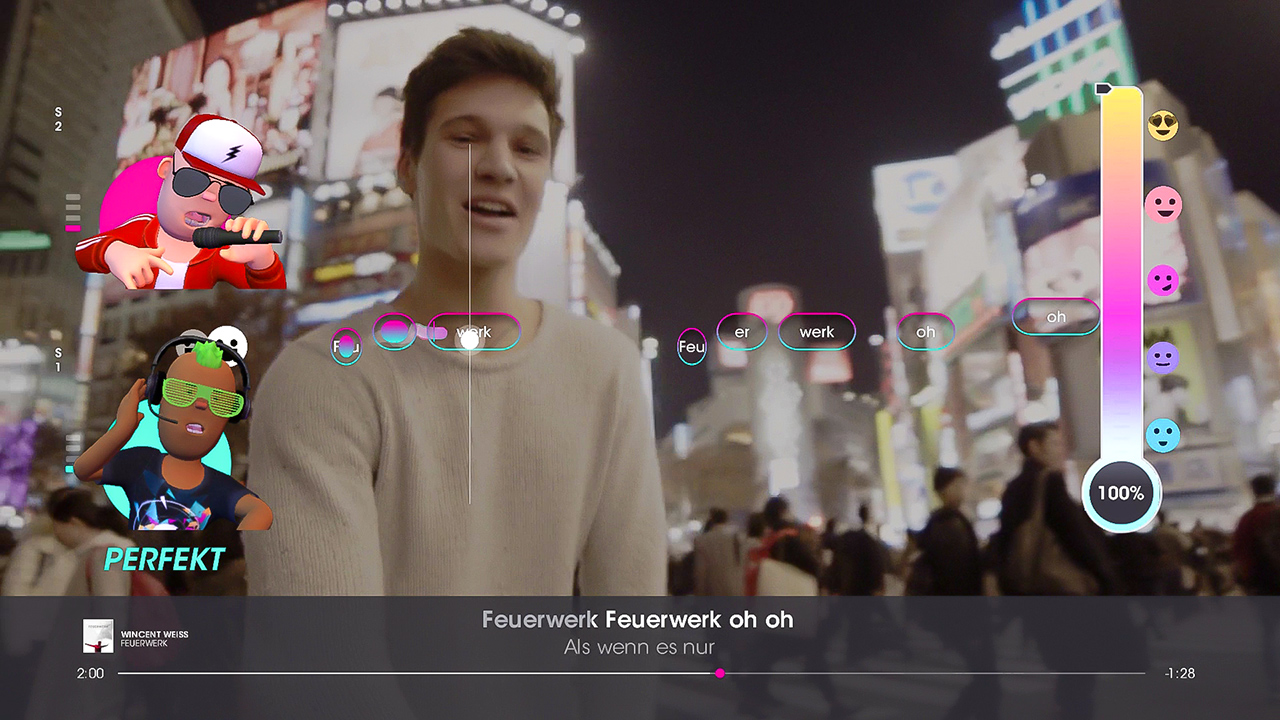 S
2
Feu
werk
Feu
er
werk
oh
oh
S
1
100%
PERFEKT
Feuerwerk Feuerwerk oh oh
Als wenn es nur
WINCENT WEISS
FEUERWERK
2:00
-1:28